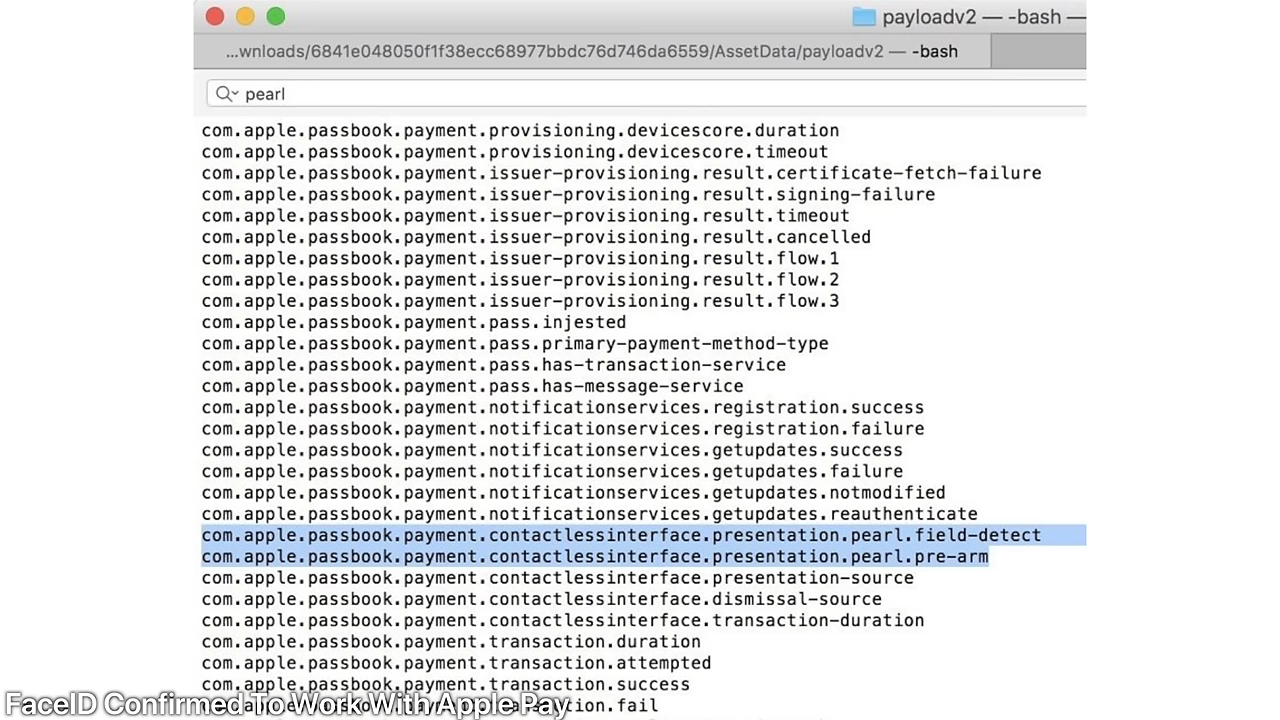 payloadv2 — -bash —
...wnloads/6841e048050f1f38ecc68977bbdc76d746da6559/AssetData/payloadv2 — -bash
pearl
com.apple.passbook.payment.provisioning.devicescore.duration
com.apple.passbook.payment.provisioning.devicescore.timeout
com.apple.passbook.payment.issuer-provisioning.result.certificate-fetch-failure
com.apple.passbook.payment.issuer-provisioning.result.signing-failure
com.apple.passbook.payment.issuer-provisioning.result.timeout
com.apple.passbook.payment.issuer-provisioning.result.cancelled
com.apple.passbook.payment.issuer-provisioning.result.flow.1
com.apple.passbook.payment.issuer-provisioning.result.flow.2
com.apple.passbook.payment.issuer-provisioning.result.flow.3
com.apple.passbook.payment.pass.injested
com.apple.passbook.payment.pass.primary-payment-method-type
com.apple.passbook.payment.pass.has-transaction-service
com.apple.passbook.payment.pass.has-message-service
com.apple.passbook.payment.notificationservices.registration.success
com.apple.passbook.payment.notificationservices.registration.failure
com.apple.passbook.payment.notificationservices.getupdates.success
com.apple.passbook.payment.notificationservices.getupdates.failure
com.apple.passbook.payment.notificationservices.getupdates.notmodified
com.apple.passbook.payment.notificationservices.getupdates.reauthenticate
com.apple.passbook.payment.contactlessinterface.presentation.pearl.field-detect
com.apple.passbook.payment.contactlessinterface.presentation.pearl.pre-arm
com.apple.passbook.payment.contactlessinterface.presentation-source
com.apple.passbook.payment.contactlessinterface.dismissal-source
com.apple.passbook.payment.contactlessinterface.transaction-duration
com.apple.passbook.payment.transaction.duration
com.apple.passbook.payment.transaction.attempted
com.apple.passbook.payment.transaction.success
FaceID Confirmed To Work With Apple Pay